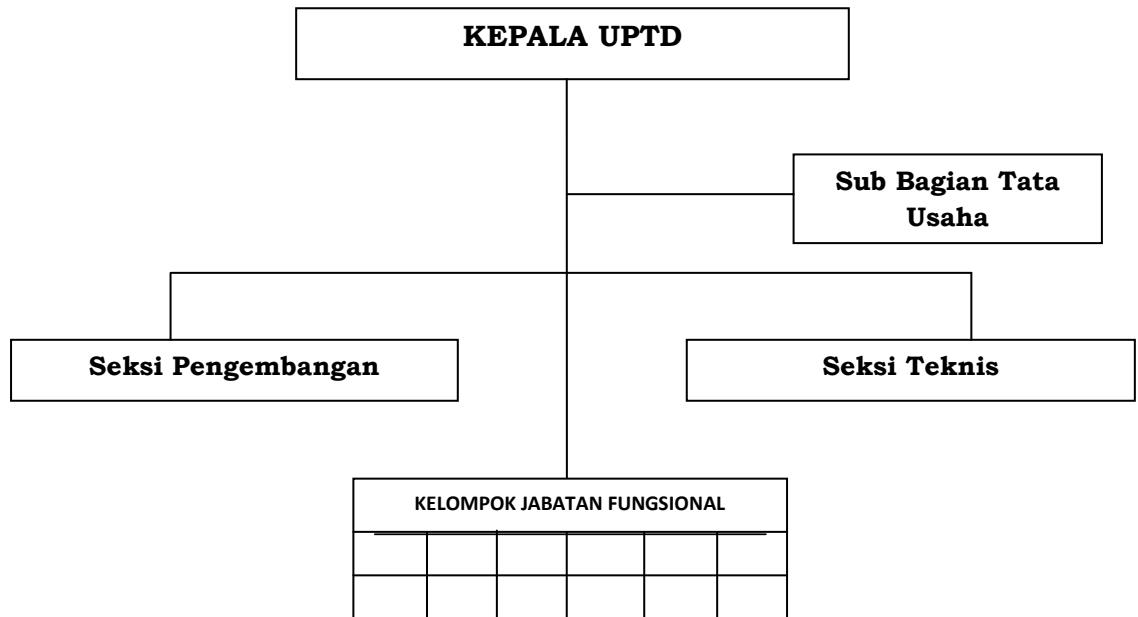 KEPALA UPTD
Sub Bagian Tata
Usaha
Seksi Pengembangan
Seksi Teknis
KELOMPOK JABATAN FUNGSIONAL